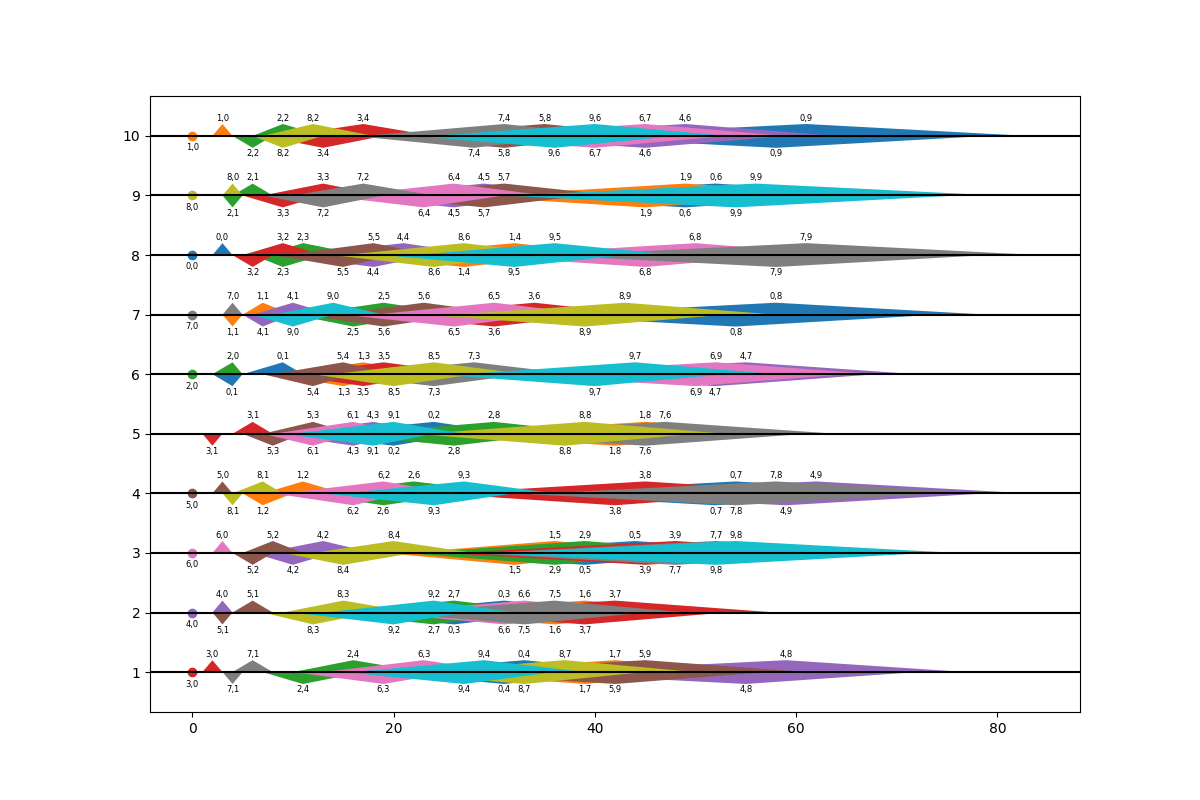 1,0 2,2 8,2 3,4 7,4 5,8 9,6 6,7 4,6 0,9
10
1,0 2,2 8,2 3,4 7,4 5,8 9,6 6,7 4,6 0,9
8,0 2,1 3,3 7,2 6,4 4,5 5,7 1,9 0,6 9,9
9
8,0 2,1 3,3 7,2 6,4 4,5 5,7 1,9 0,6 9,9
0,0 3,2 2,3 5,5 4,4 8,6 1,4 9,5 6,8 7,9
8
0,0 3,2 2,3 5,5 4,4 8,6 1,4 9,5 6,8 7,9
7,0 1,1 4,1 9,0 2,5 5,6 6,5 3,6 8,9 0,8
7
7,0 1,1 4,1 9,0 2,5 5,6 6,5 3,6 8,9 0,8
2,0 0,1 5,4 1,3 3,5 8,5 7,3 9,7 6,9 4,7
6
2,0 0,1 5,4 1,3 3,5 8,5 7,3 9,7 6,9 4,7
3,1 5,3 6,1 4,3 9,1 0,2 2,8 8,8 1,8 7,6
5
3,1 5,3 6,1 4,3 9,1 0,2 2,8 8,8 1,8 7,6
5,0 8,1 1,2 6,2 2,6 9,3 3,8 0,7 7,8 4,9
4
5,0 8,1 1,2 6,2 2,6 9,3 3,8 0,7 7,8 4,9
6,0 5,2 4,2 8,4 1,5 2,9 0,5 3,9 7,7 9,8
3
6,0 5,2 4,2 8,4 1,5 2,9 0,5 3,9 7,7 9,8
4,0 5,1 8,3 9,2 2,7 0,3 6,6 7,5 1,6 3,7
2
4,0 5,1 8,3 9,2 2,7 0,3 6,6 7,5 1,6 3,7
3,0 7,1 2,4 6,3 9,4 0,4 8,7 1,7 5,9 4,8
1
3,0 7,1 2,4 6,3 9,4 0,4 8,7 1,7 5,9 4,8
0 20 40 60 80